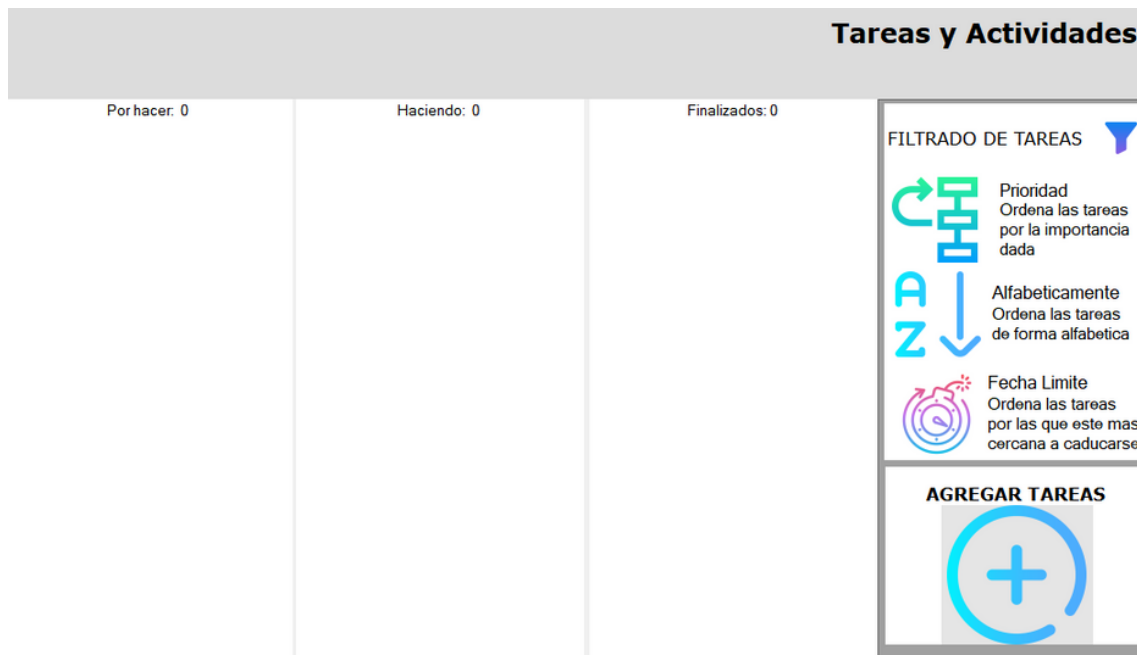 Tareas y Actividades
Por hacer: 0
Haciendo: 0
Finalizados: 0
FILTRADO DE TAREAS
Prioridad
Ordena las tareas
por la importancia
dada
A
Z
Alfabeticamente
Ordena las tareas
de forma alfabetica
Fecha Limite
Ordena las tareas
por las que este mas
cercana a caducarse
AGREGAR TAREAS